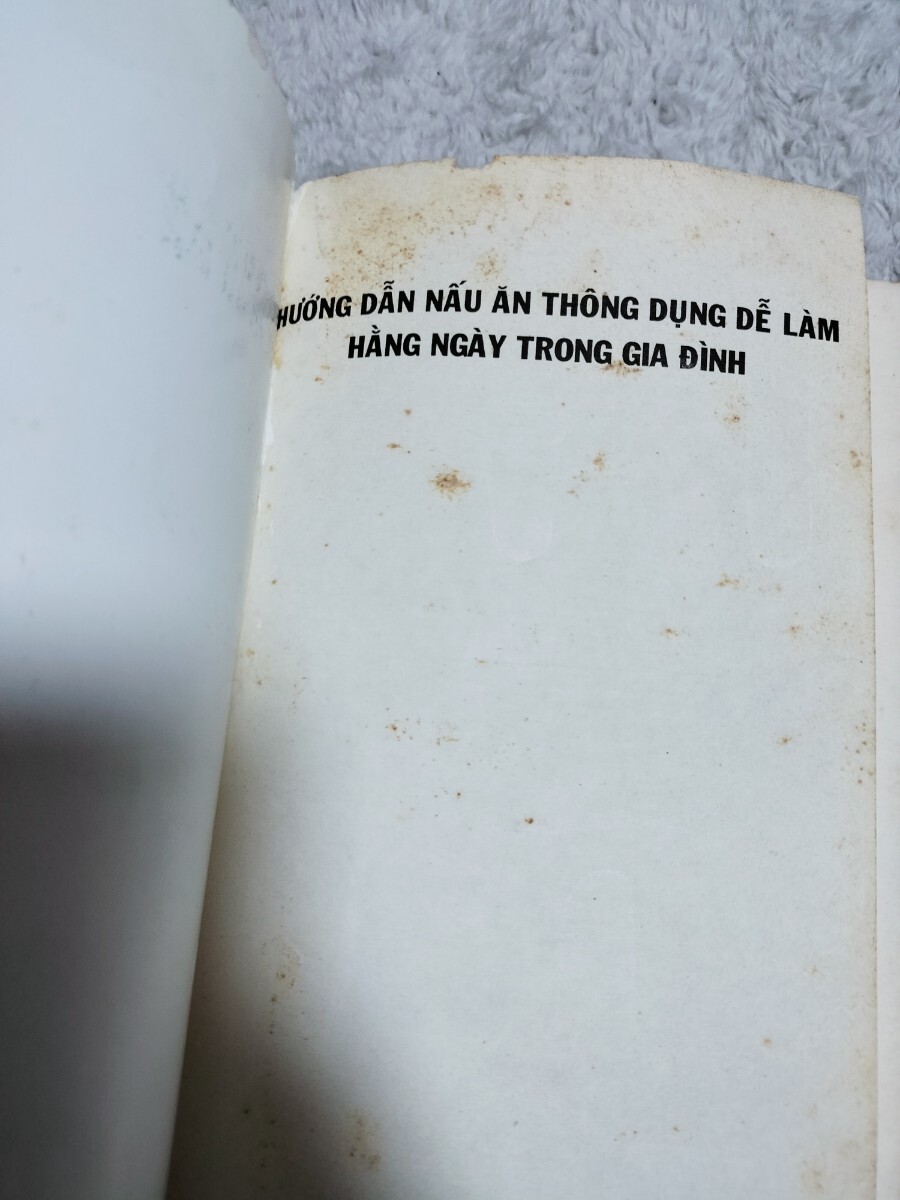 HƯỚNG DẪN NẤU ĂN THÔNG DỤNG DỄ LÀM
HẰNG NGÀY TRONG GIA ĐÌNH